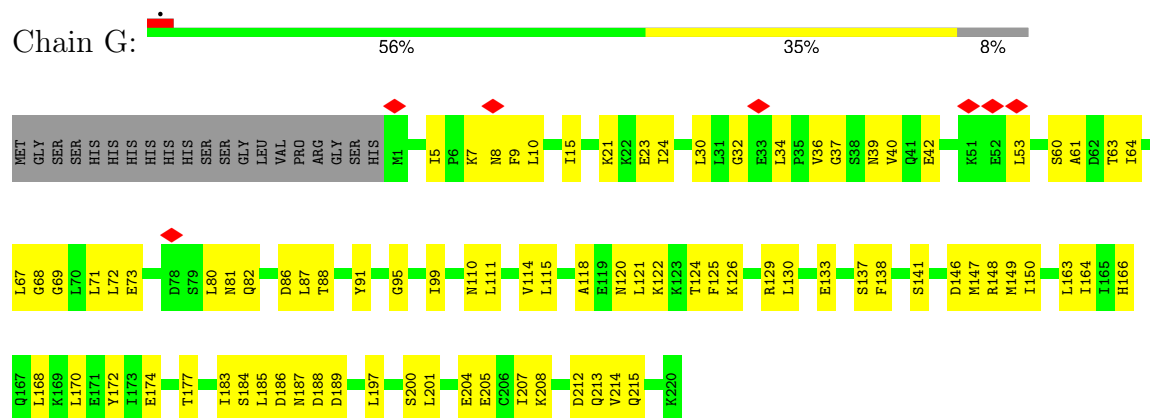 Chain G:
56% 35% 8%
MET GLY SER SER HIS HIS HIS HIS HIS HIS HIS SER SER GLY LEU VAL PRO ARG GLY SER HIS M1 I5 P6 K7 N8 F9 L10 I15 K21 K22 E23 I24 L30 L31 G32 E33 L34 P35 V36 G37 S38 N39 V40 Q41 E42 K51 E52 L53 S60 A61 D62 T63 I64
L67 G68 G69 L70 L71 L72 E73 D78 S79 L80 N81 Q82 D86 L87 T88 Y91 G95 I99 N110 L111 V114 L115 A118 E119 N120 L121 K122 K123 T124 F125 K126 R129 L130 E133 S137 F138 S141 D146 M147 R148 M149 I150 L163 I164 I165 H166
Q167 L168 K169 L170 E171 Y172 I173 E174 T177 I183 S184 L185 D186 N187 D188 D189 L197 S200 L201 E204 E205 C206 I207 K208 D212 Q213 V214 Q215 K220